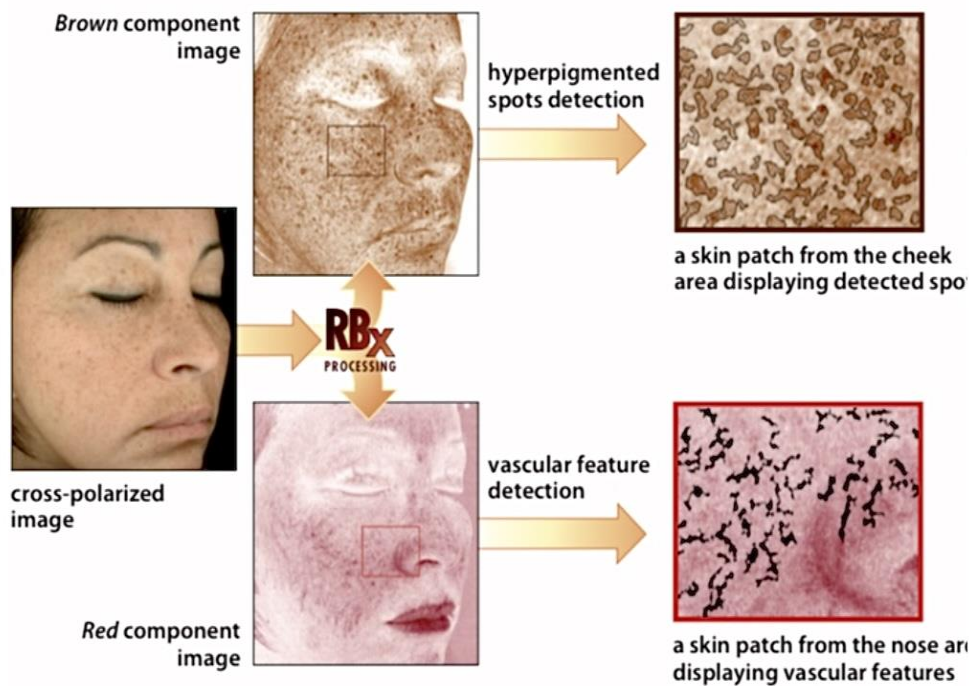 Brown component
image
hyperpigmented
spots detection
a skin patch from the cheek
area displaying detected spo
RBx
PROCESSING
cross-polarized
image
vascular feature
detection
Red component
image
a skin patch from the nose are
displaying vascular features